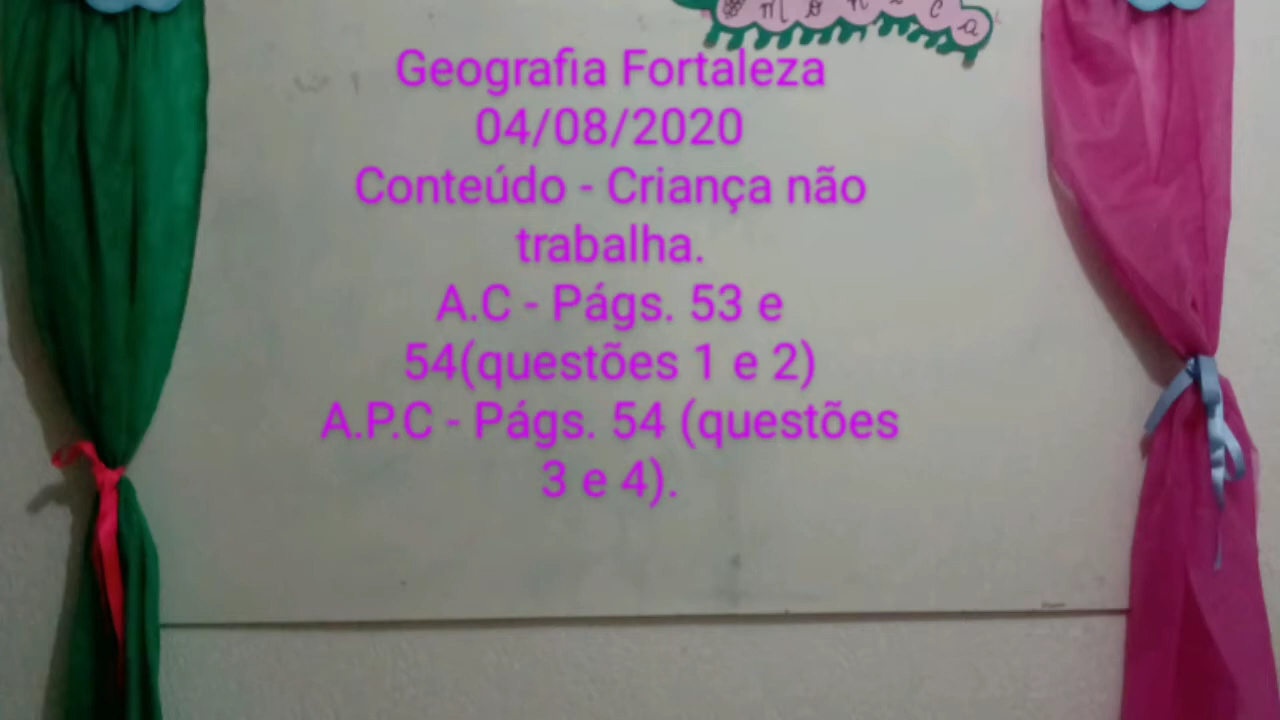 mônica
Geografia Fortaleza
04/08/2020
Conteúdo - Criança não
trabalha.
A.C - Págs. 53 e
54(questões 1 e 2)
A.P.C - Págs. 54 (questões
3 e 4).